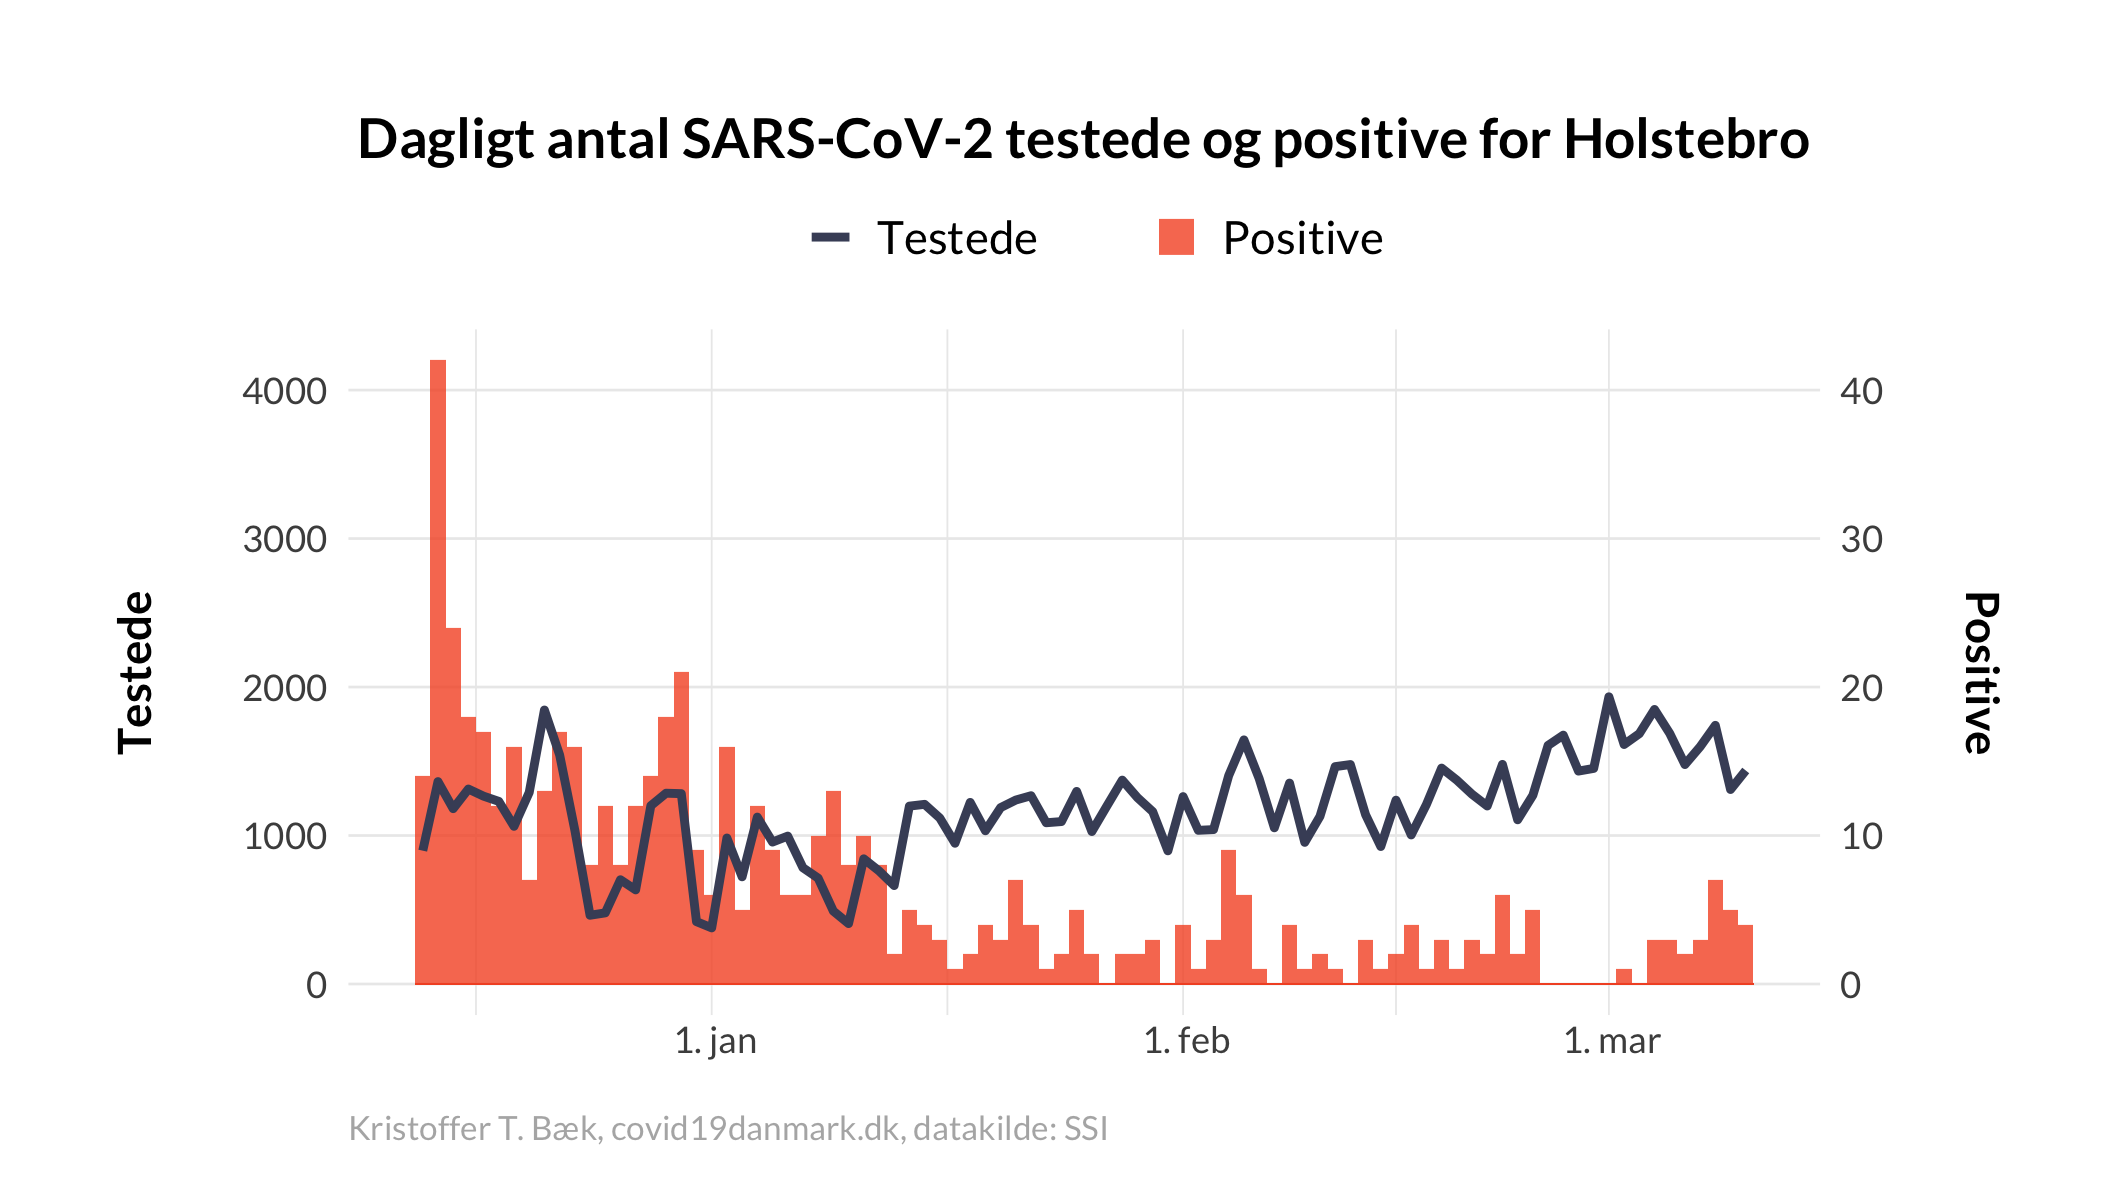 Dagligt antal SARS-CoV-2 testede og positive for Holstebro
Testede
Positive
4000
3000
2000
1000
0
Testede
40
30
20
10
0
Positive
1. jan
1. feb
1. mar
Kristoffer T. Bæk, covid19danmark.dk, datakilde: SSI